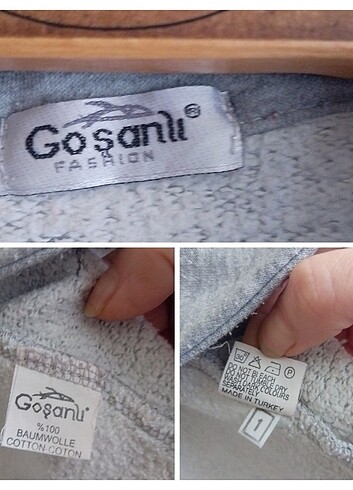 Goşanlı®
FASHION
Goşanlı®
%100
BAUMWOLLE
COTTON-COTON
30 P
DO NOT BLEACH
DO NOT TUMBLE DRY
WASH DARK COLOURS
SEPARATELY
MADE IN TURKEY
1